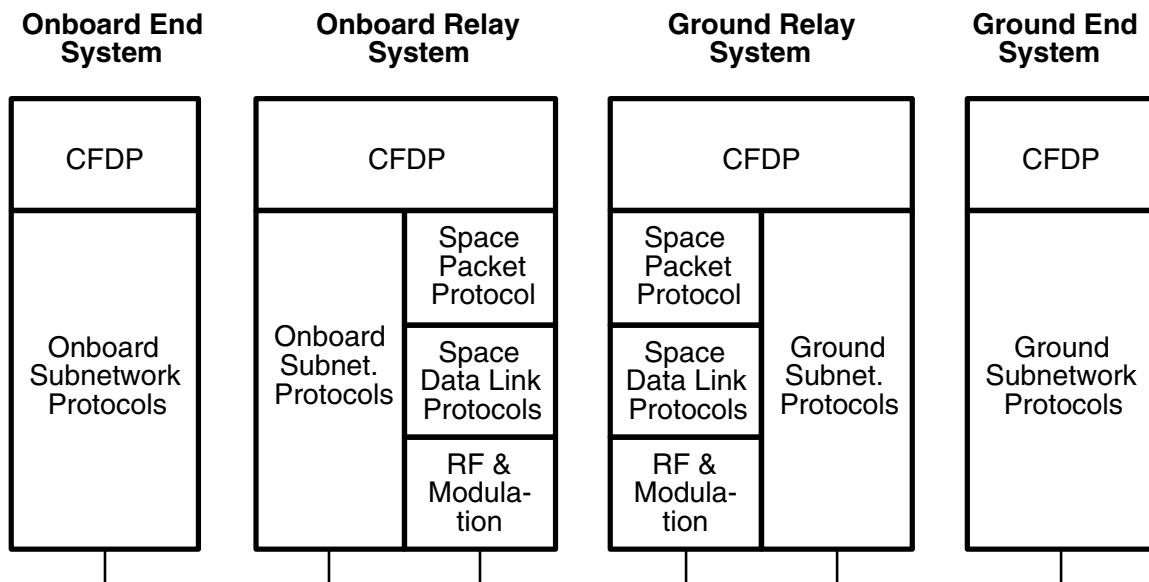 Onboard End
System
Onboard Relay
System
Ground Relay
System
Ground End
System
CFDP
CFDP
CFDP
CFDP
Onboard
Subnetwork
Protocols
Onboard
Subnet.
Protocols
Space
Packet
Protocol
Space
Data Link
Protocols
RF &
Modula-
tion
Space
Packet
Protocol
Space
Data Link
Protocols
RF &
Modula-
tion
Ground
Subnet.
Protocols
Ground
Subnetwork
Protocols